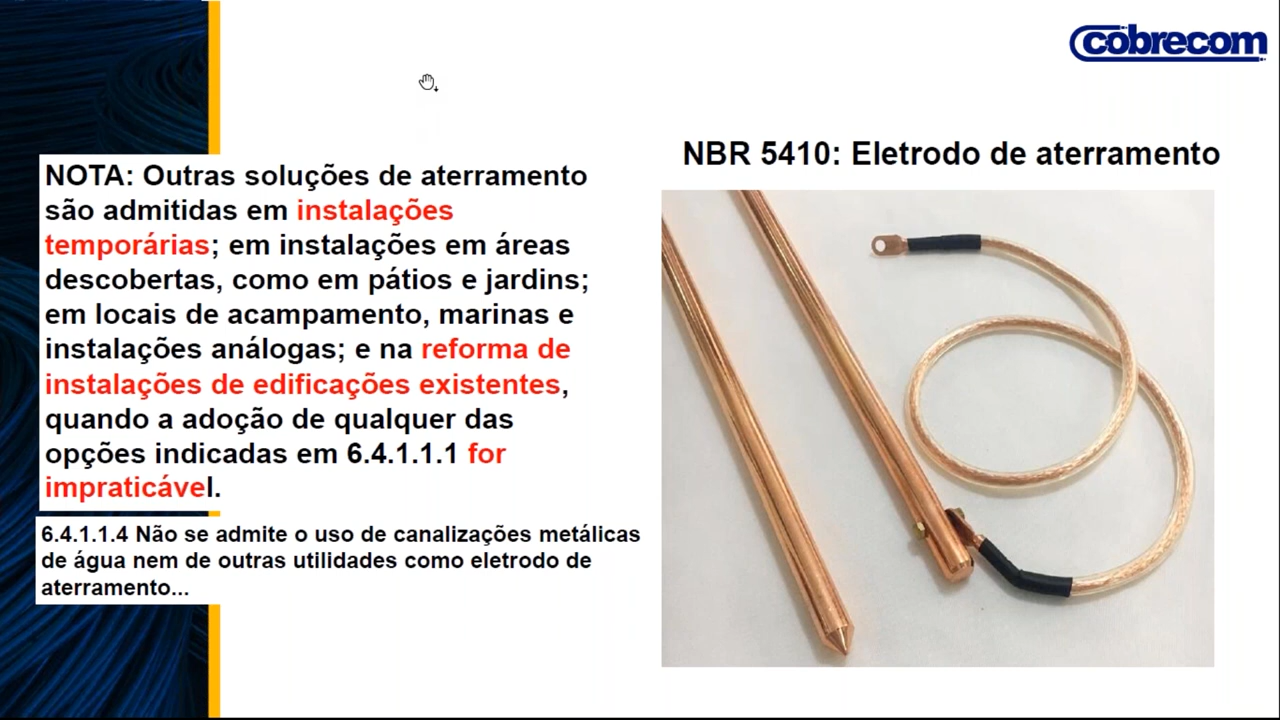 cobrecom
NOTA: Outras soluções de aterramento
são admitidas em instalações
temporárias; em instalações em áreas
descobertas, como em pátios e jardins;
em locais de acampamento, marinas e
instalações análogas; e na reforma de
instalações de edificações existentes,
quando a adoção de qualquer das
opções indicadas em 6.4.1.1.1 for
impraticável.
6.4.1.1.4 Não se admite o uso de canalizações metálicas
de água nem de outras utilidades como eletrodo de
aterramento...
NBR 5410: Eletrodo de aterramento